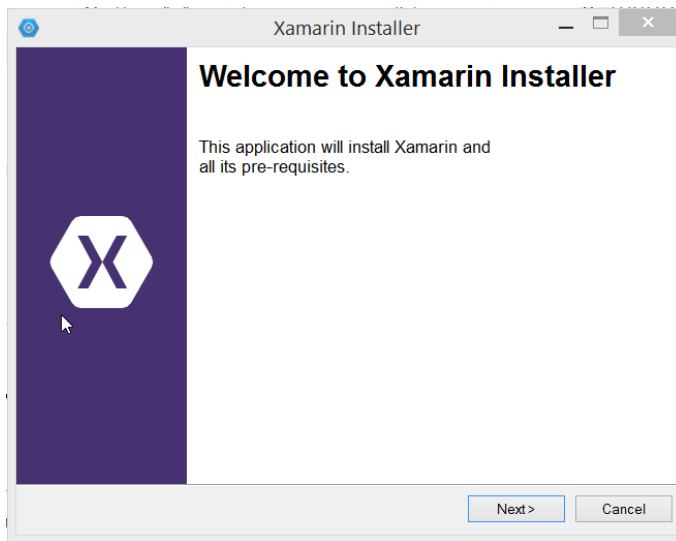 Xamarin Installer
Welcome to Xamarin Installer
This application will install Xamarin and
all its pre-requisites.
Next>
Cancel